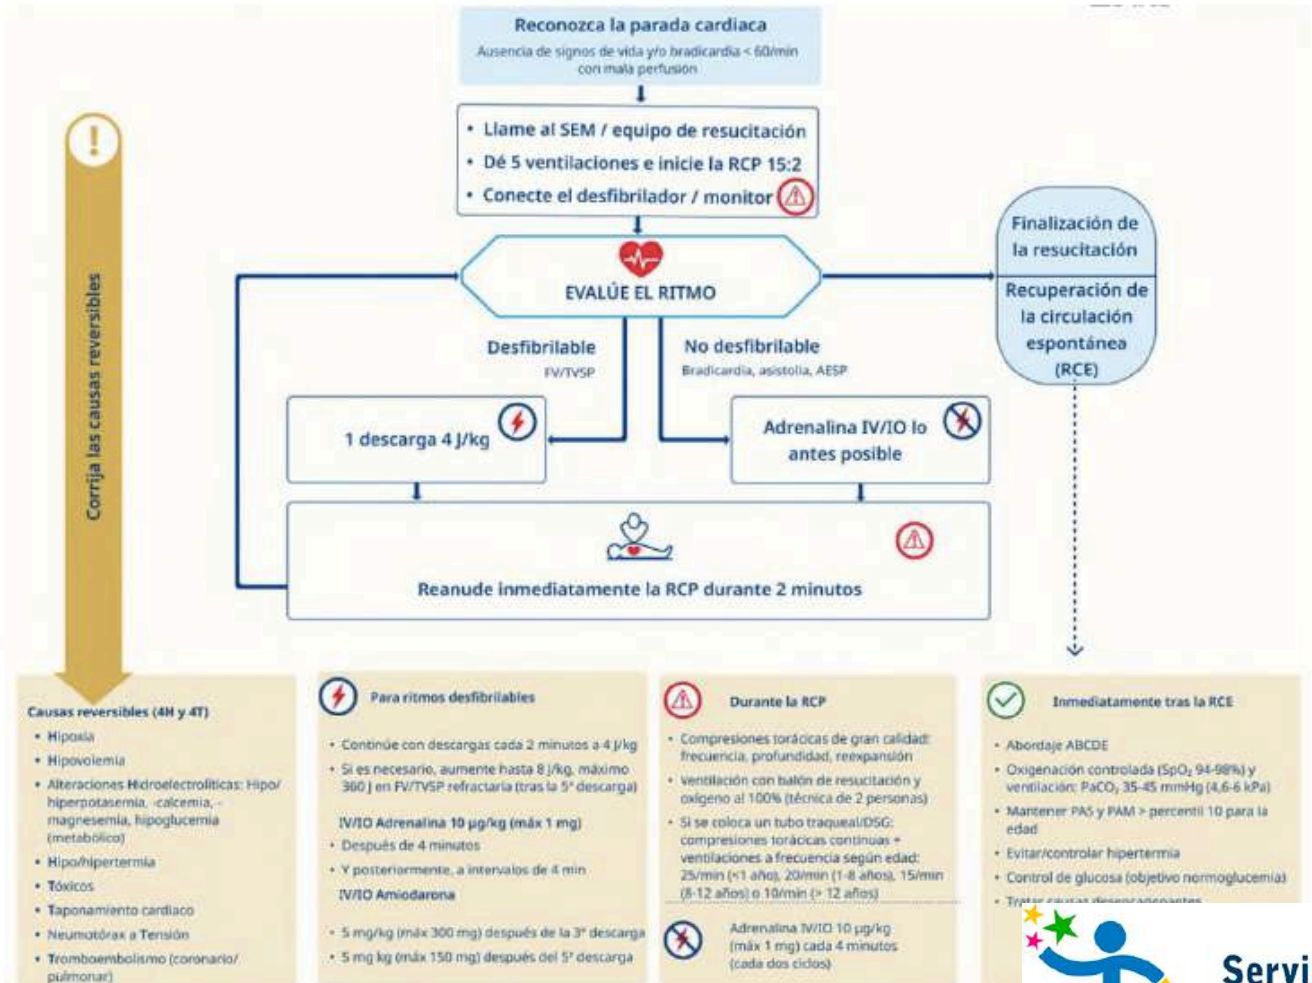 Reconozca la parada cardiaca
Ausencia de signos de vida y/o bradicardia < 60/min
con mala perfusión
• Llame al SEM / equipo de resucitación
• Dé 5 ventilaciones e inicie la RCP 15:2
• Conecte el desfibrilador / monitor
!
Corrija las causas reversibles
EVALÚE EL RITMO
Finalización de
la resucitación
Recuperación de
la circulación
espontánea
(RCE)
Desfibrilable
FV/TVSP
No desfibrilable
Bradicardia, asistolia, AESP
1 descarga 4 J/kg
Adrenalina IV/IO lo
antes posible
Reanude inmediatamente la RCP durante 2 minutos
Causas reversibles (4H y 4T)
• Hipoxia
• Hipovolemia
• Alteraciones Hidroelectrolíticas: Hipo/
hiperpotasemia, -calcemia, -
magnesemia, hipoglucemia
(metabólico)
• Hipo/hipertermia
• Tóxicos
• Taponamiento cardiaco
• Neumotórax a Tensión
• Tromboembolismo (coronario/
pulmonar)
Para ritmos desfibrilables
• Continúe con descargas cada 2 minutos a 4 J/kg
• Si es necesario, aumente hasta 8 J/kg, máximo
360 J en FV/TVSP refractaria (tras la 5ª descarga)
IV/IO Adrenalina 10 µg/kg (máx 1 mg)
• Después de 4 minutos
• Y posteriormente, a intervalos de 4 min
IV/IO Amiodarona
• 5 mg/kg (máx 300 mg) después de la 3ª descarga
• 5 mg kg (máx 150 mg) después del 5ª descarga
Durante la RCP
• Compresiones torácicas de gran calidad:
frecuencia, profundidad, reexpansión
• Ventilación con balón de resucitación y
oxígeno al 100% (técnica de 2 personas)
• Si se coloca un tubo traqueal/DSG:
compresiones torácicas continuas +
ventilaciones a frecuencia según edad:
25/min (<1 año), 20/min (1-8 años), 15/min
(8-12 años) o 10/min (> 12 años)
Adrenalina IV/IO 10 µg/kg
(máx 1 mg) cada 4 minutos
(cada dos ciclos)
Inmediatamente tras la RCE
• Abordaje ABCDE
• Oxigenación controlada (SpO₂ 94-98%) y
ventilación: PaCO₂ 35-45 mmHg (4,6-6 kPa)
• Mantener PAS y PAM > percentil 10 para la
edad
• Evitar/controlar hipertermia
• Control de glucosa (objetivo normoglucemia)
• Tratar causas desencadenantes
Servi